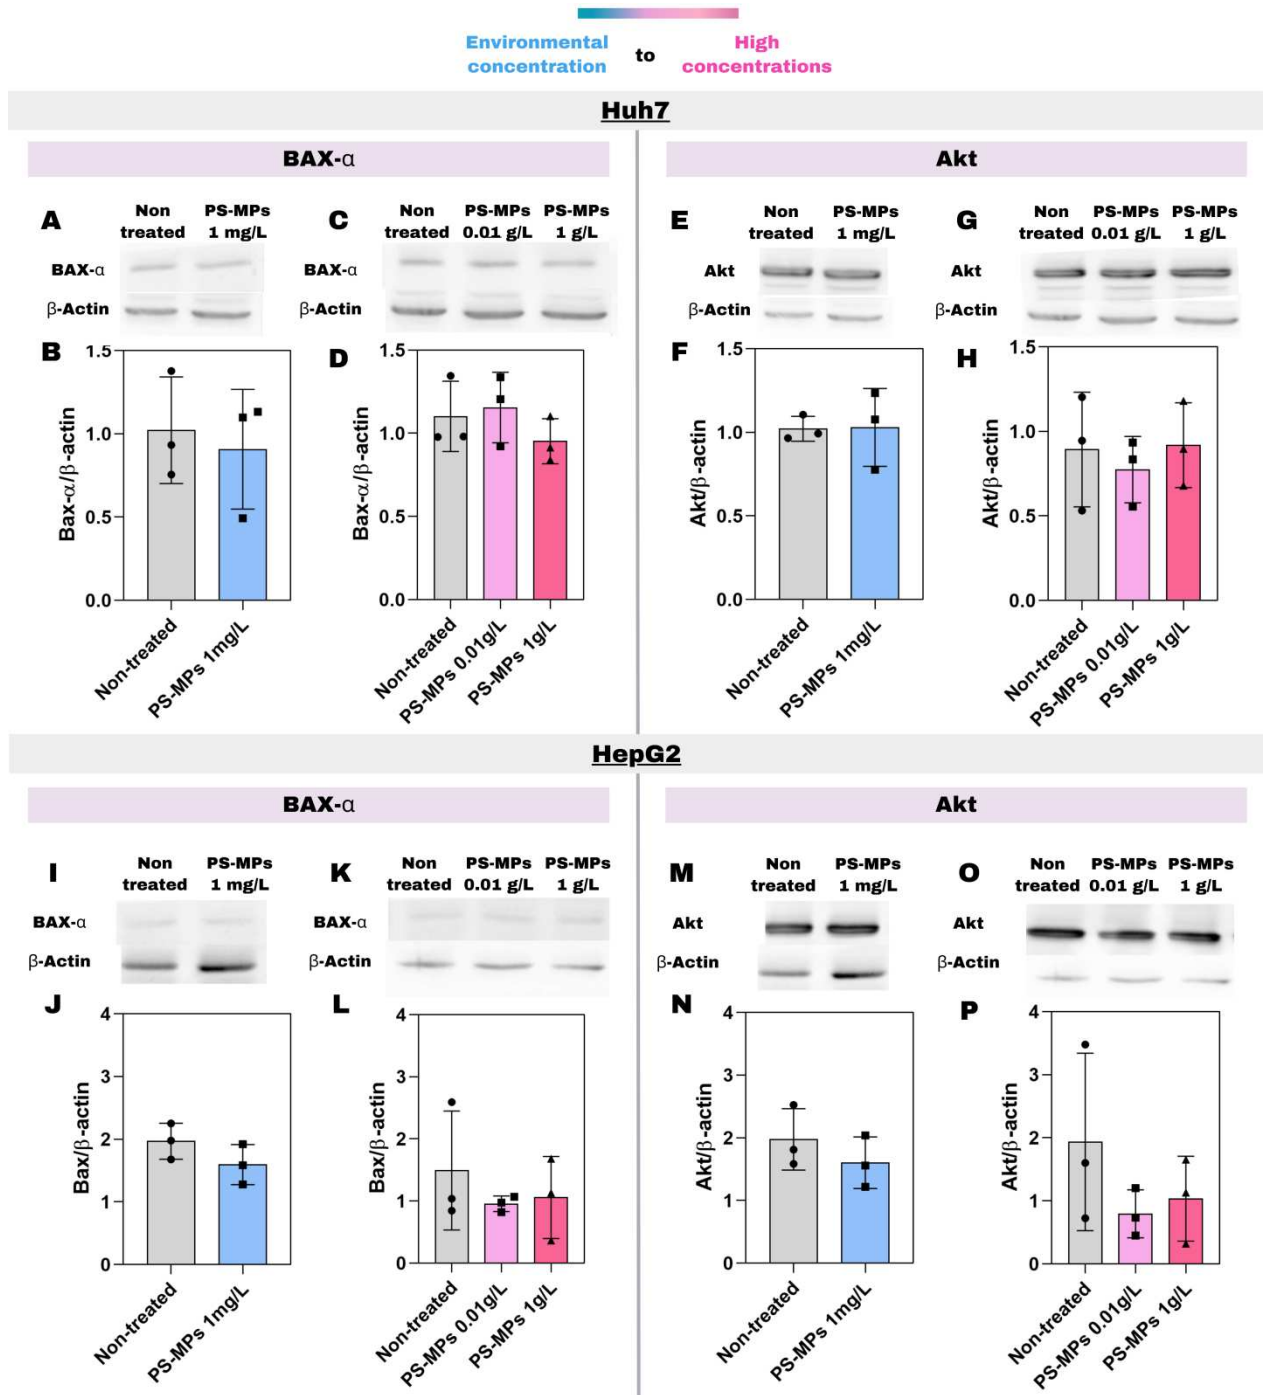 Environmental concentration
to
High concentrations
Huh7
BAX-α
Akt
A
Non treated
PS-MPs 1 mg/L
BAX-α
β-Actin
B
1.5
1.0
0.5
0.0
Bax-α/β-actin
Non-treated
PS-MPs 1mg/L
C
Non treated
PS-MPs 0.01 g/L
PS-MPs 1 g/L
BAX-α
β-Actin
D
1.5
1.0
0.5
0.0
Bax-α/β-actin
Non-treated
PS-MPs 0.01g/L
PS-MPs 1g/L
E
Non treated
PS-MPs 1 mg/L
Akt
β-Actin
F
1.5
1.0
0.5
0.0
Akt/β-actin
Non-treated
PS-MPs 1mg/L
G
Non treated
PS-MPs 0.01 g/L
PS-MPs 1 g/L
Akt
β-Actin
H
1.5
1.0
0.5
0.0
Akt/β-actin
Non-treated
PS-MPs 0.01g/L
PS-MPs 1g/L
HepG2
BAX-α
Akt
I
Non treated
PS-MPs 1 mg/L
BAX-α
β-Actin
J
4
3
2
1
0
Bax/β-actin
Non-treated
PS-MPs 1mg/L
K
Non treated
PS-MPs 0.01 g/L
PS-MPs 1 g/L
BAX-α
β-Actin
L
4
3
2
1
0
Bax/β-actin
Non-treated
PS-MPs 0.01g/L
PS-MPs 1g/L
M
Non treated
PS-MPs 1 mg/L
Akt
β-Actin
N
4
3
2
1
0
Akt/β-actin
Non-treated
PS-MPs 1mg/L
O
Non treated
PS-MPs 0.01 g/L
PS-MPs 1 g/L
Akt
β-Actin
P
4
3
2
1
0
Akt/β-actin
Non-treated
PS-MPs 0.01g/L
PS-MPs 1g/L